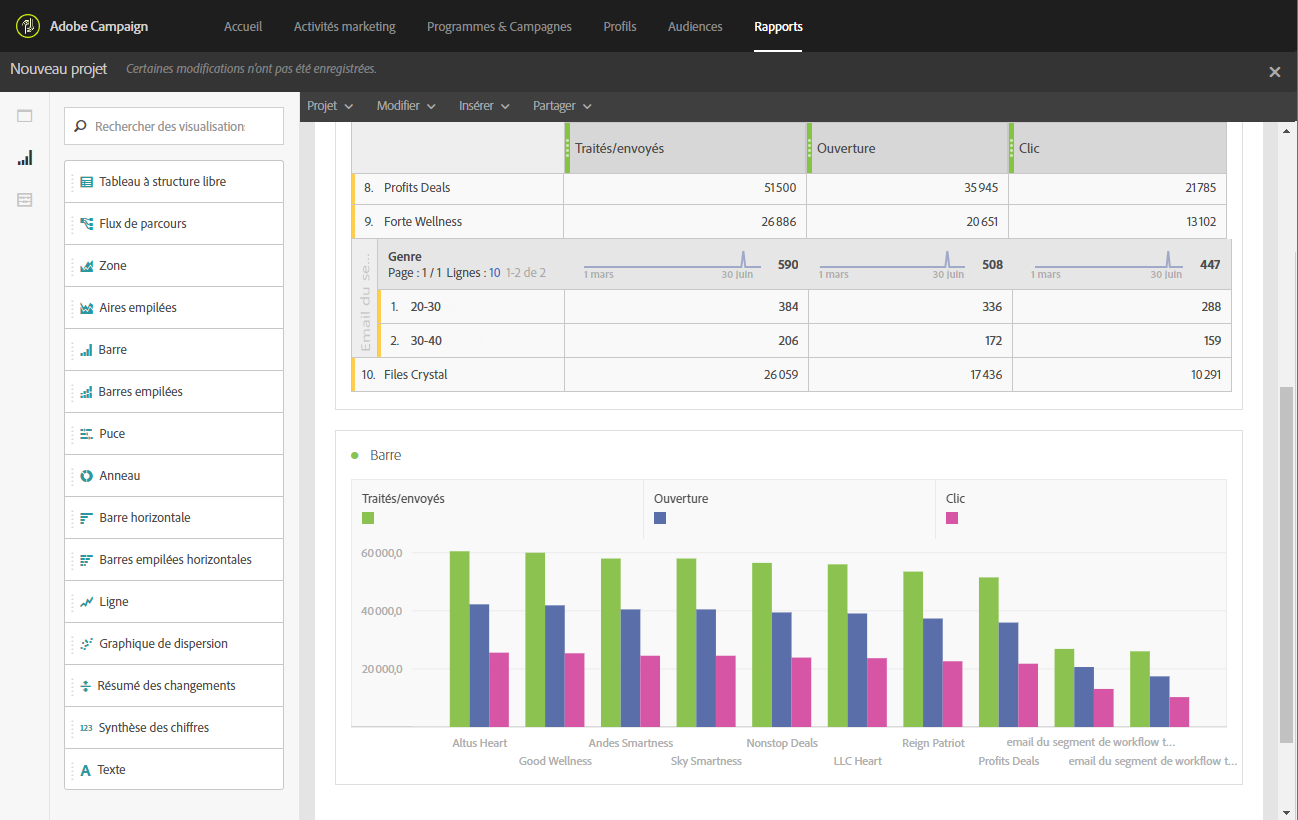 Adobe Campaign Accueil Activités marketing Programmes & Campagnes Profils Audiences Rapports
Nouveau projet Certaines modifications n'ont pas été enregistrées.
Projet Modifier Insérer Partager
Rechercher des visualisation
Tableau à structure libre
Flux de parcours
Zone
Aires empilées
Barre
Barres empilées
Puce
Anneau
Barre horizontale
Barres empilées horizontales
Ligne
Graphique de dispersion
Résumé des changements
123 Synthèse des chiffres
A Texte
Traités/envoyés Ouverture Clic
8. Profits Deals 51 500 35 945 21 785
9. Forte Wellness 26 886 20 651 13 102
Email du se...
Genre
Page : 1 / 1 Lignes : 10 1-2 de 2
1 mars 30 juin 590 1 mars 30 juin 508 1 mars 30 juin 447
1. 20-30 384 336 288
2. 30-40 206 172 159
10. Files Crystal 26 059 17 436 10 291
Barre
Traités/envoyés Ouverture Clic
60 000,0
40 000,0
20 000,0
Altus Heart Andes Smartness Nonstop Deals Reign Patriot email du segment de workflow t...
Good Wellness Sky Smartness LLC Heart Profits Deals email du segment de workflow t...